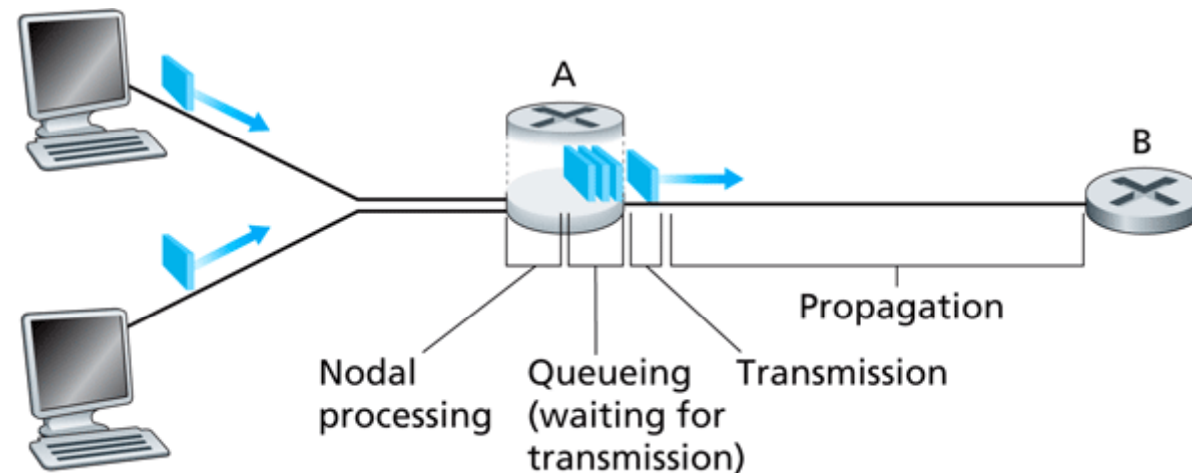 A
B
Propagation
Nodal
processing
Queueing
(waiting for
transmission)
Transmission